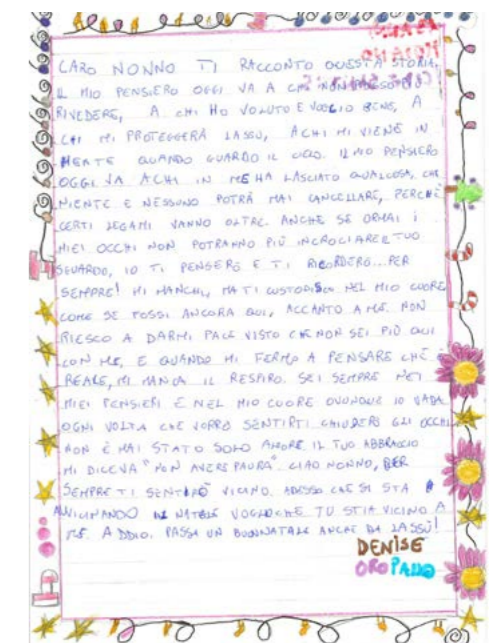 CARO NONNO TI RACCONTO QUESTA STORIA,
IL MIO PENSIERO OGGI VA A CHI NON POSSO PIÙ
RIVEDERE, A CHI HO VOLUTO E VOGLIO BENE, A
CHI MI PROTEGGERÀ LASSÙ, A CHI MI VIENE IN
MENTE QUANDO GUARDO IL CIELO. IL MIO PENSIERO
OGGI VA A CHI IN ME HA LASCIATO QUALCOSA, CHE
NIENTE E NESSUNO POTRÀ MAI CANCELLARE, PERCHÈ
CERTI LEGAMI VANNO OLTRE. ANCHE SE ORMAI I
MIEI OCCHI NON POTRANNO PIÙ INCROCIARE IL TUO
SGUARDO, IO TI PENSERÒ E TI RICORDERÒ...PER
SEMPRE! MI MANCHI, MA TI CUSTODISCO NEL MIO CUORE
COME SE FOSSI ANCORA QUI, ACCANTO A ME. NON
RIESCO A DARMI PACE VISTO CHE NON SEI PIÙ QUI
CON ME, E QUANDO MI FERMO A PENSARE CHE È
REALE, MI MANCA IL RESPIRO. SEI SEMPRE NEI
MIEI PENSIERI E NEL MIO CUORE OVUNQUE IO VADA
OGNI VOLTA CHE VORRÒ SENTIRTI CHIUDERÒ GLI OCCHI
NON È MAI STATO SOLO AMORE IL TUO ABBRACCIO
MI DICEVA "NON AVERE PAURA". CIAO NONNO, PER
SEMPRE TI SENTIRÒ VICINO. ADESSO CHE SI STA
AVVICINANDO IL NATALE VOGLIO CHE TU STIA VICINO A
ME. ADDIO. PASSA UN BUON NATALE ANCHE DA LASSÙ!
DENISE
OROPALLO